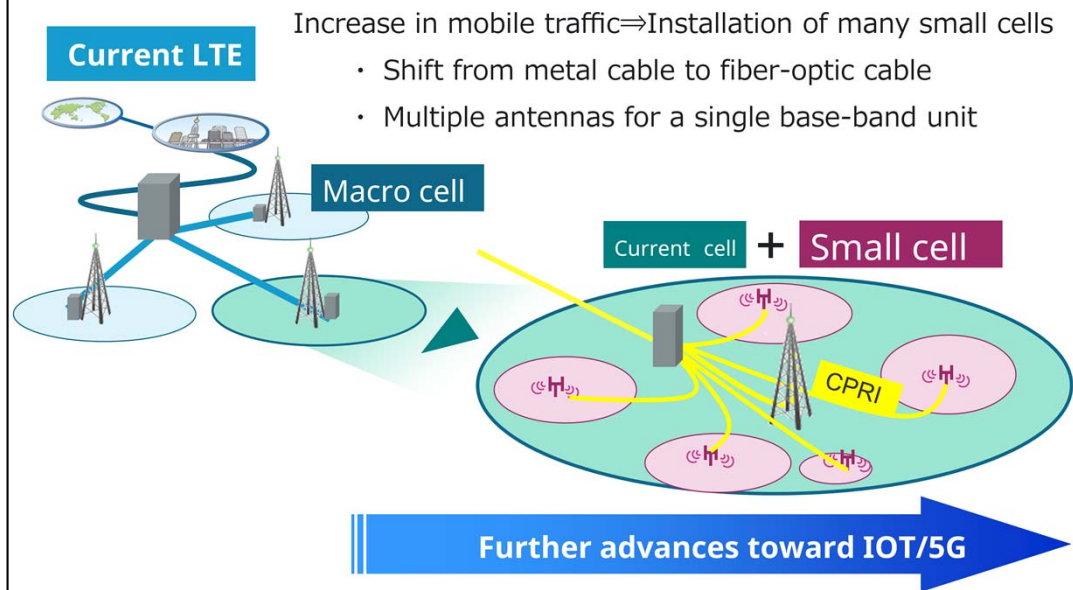 Increase in mobile traffic⇒Installation of many small cells
・ Shift from metal cable to fiber-optic cable
・ Multiple antennas for a single base-band unit
Current LTE
Macro cell
Current cell + Small cell
CPRI
Further advances toward IOT/5G